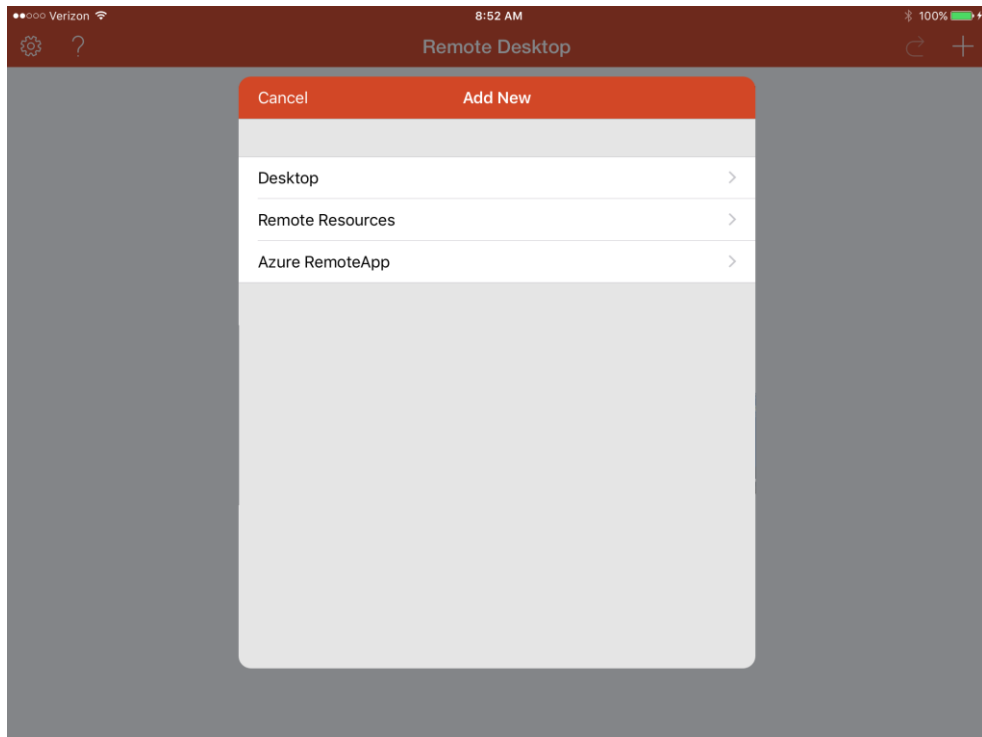 Verizon 8:52 AM 100%
? Remote Desktop
Cancel Add New
Desktop
Remote Resources
Azure RemoteApp